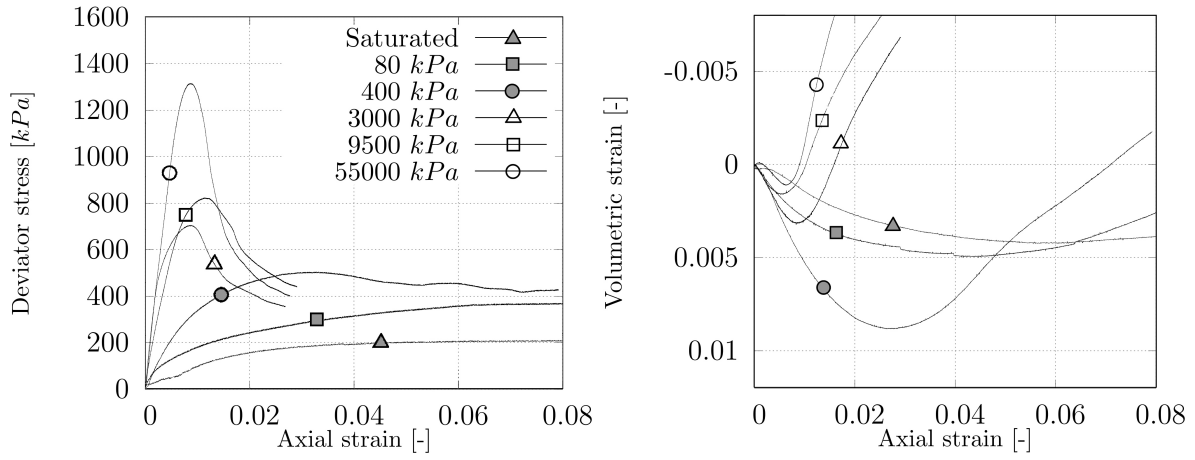 1600
1400
1200
1000
800
600
400
200
0
Deviator stress [kPa]
Saturated
80 kPa
400 kPa
3000 kPa
9500 kPa
55000 kPa
0 0.02 0.04 0.06 0.08
Axial strain [-]
-0.005
0
0.005
0.01
Volumetric strain [-]
0 0.02 0.04 0.06 0.08
Axial strain [-]